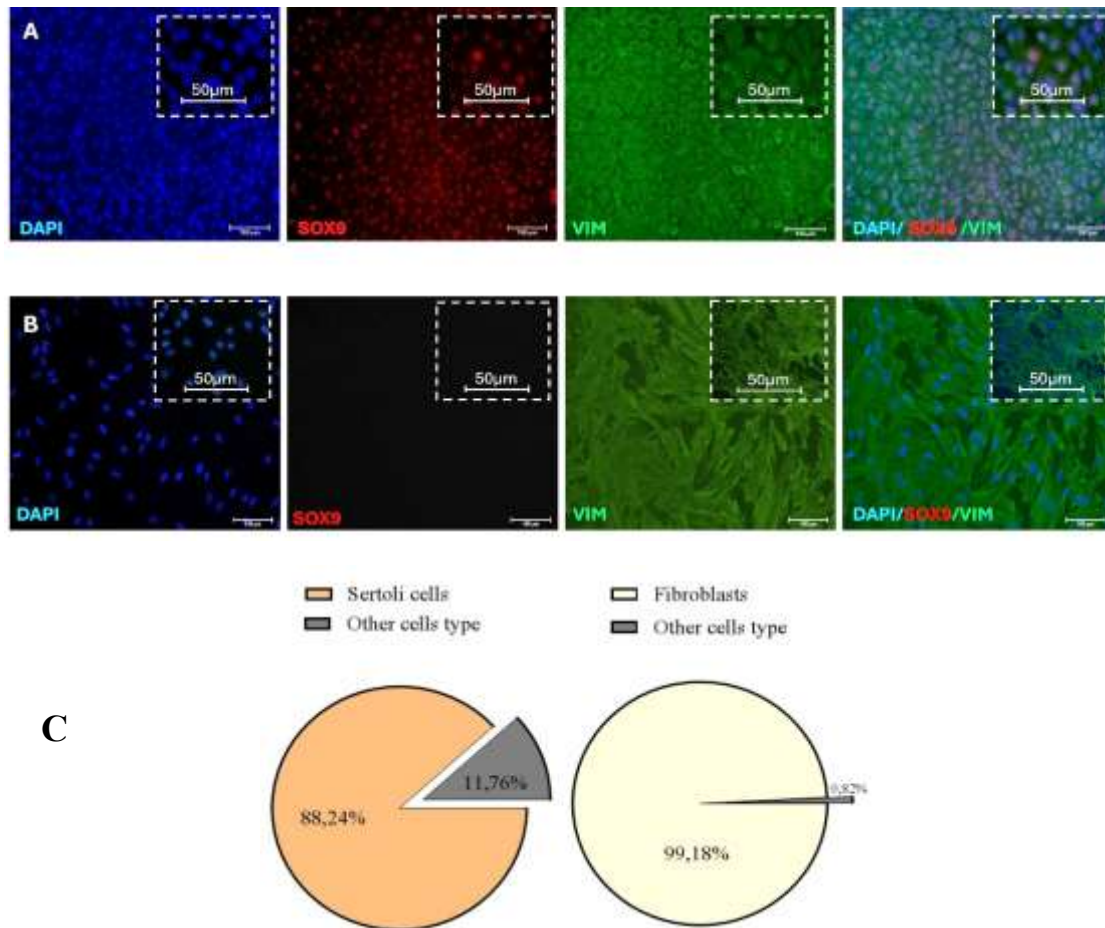 A
50µm
50µm
50µm
50µm
DAPI
SOX9
VIM
DAPI/ SOX9 /VIM
B
50µm
50µm
50µm
50µm
DAPI
SOX9
VIM
DAPI/SOX9/VIM
Sertoli cells
Other cells type
Fibroblasts
Other cells type
C
88,24%
11,76%
99,18%
0,82%